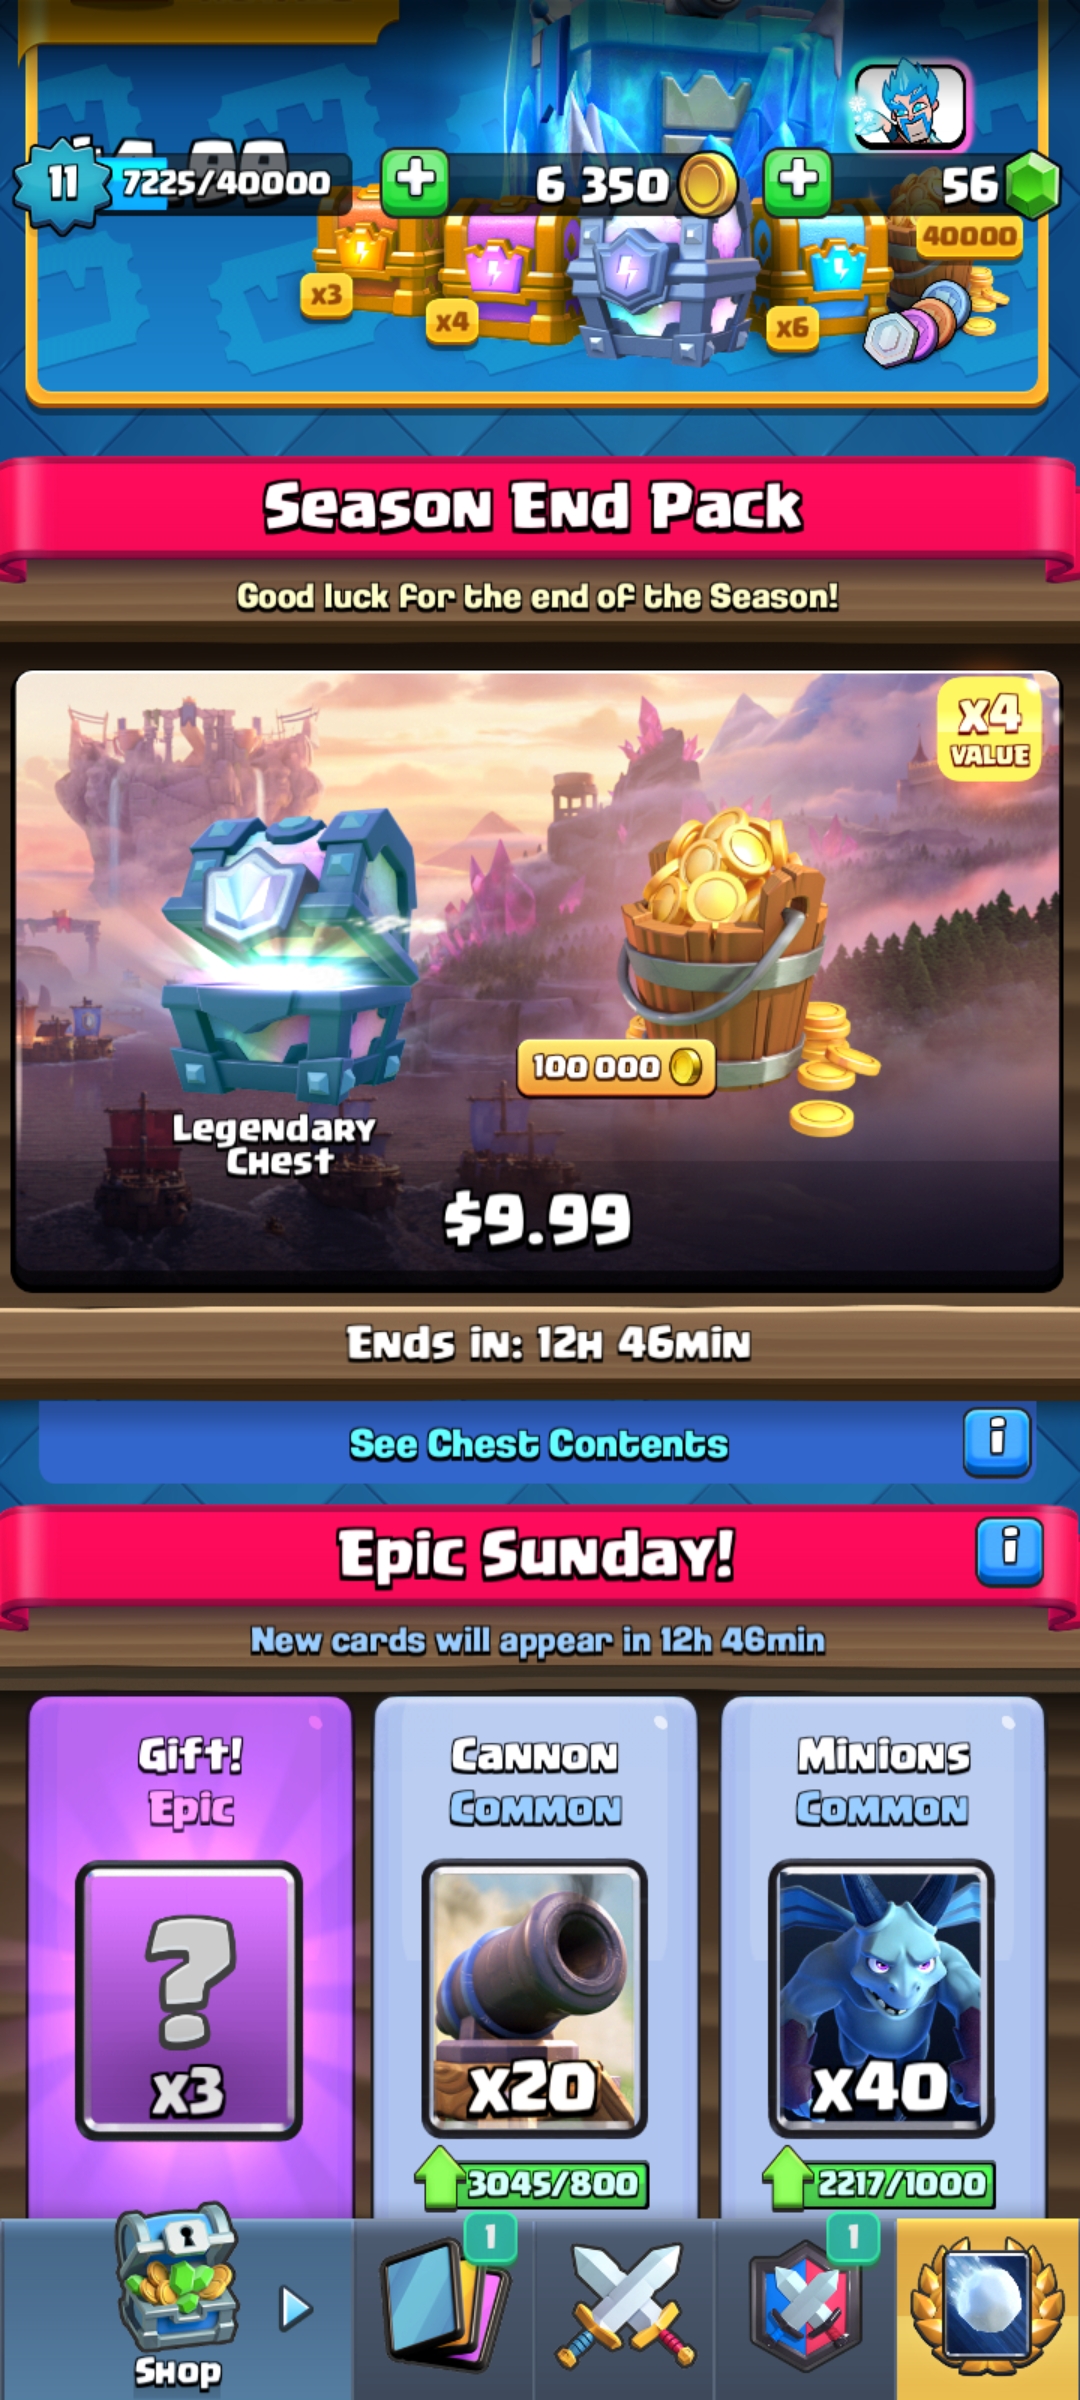 11
7225/40000
6 350
56
40000
x3
x4
x6
Season End Pack
Good luck for the end of the Season!
x4
VALUE
100 000
Legendary
Chest
$9.99
Ends in: 12h 46min
See Chest Contents
i
Epic Sunday!
i
New cards will appear in 12h 46min
Gift!
Epic
?
x3
Cannon
Common
x20
3045/800
Minions
Common
x40
2217/1000
1
1
Shop